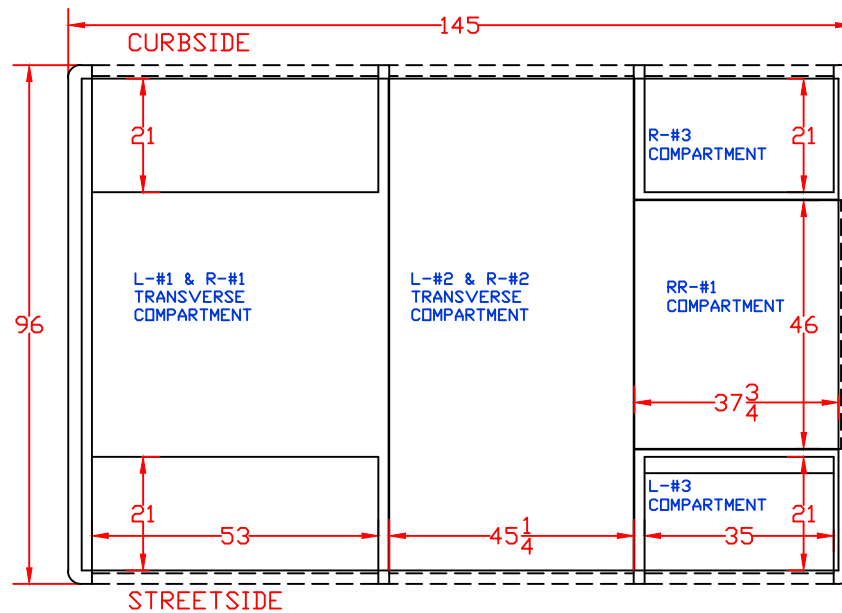 145
CURBSIDE
21
R-#3
COMPARTMENT
21
L-#1 & R-#1
TRANSVERSE
COMPARTMENT
L-#2 & R-#2
TRANSVERSE
COMPARTMENT
RR-#1
COMPARTMENT
96
46
37 3/4
21
53
45 1/4
L-#3
COMPARTMENT
35
21
STREETSIDE